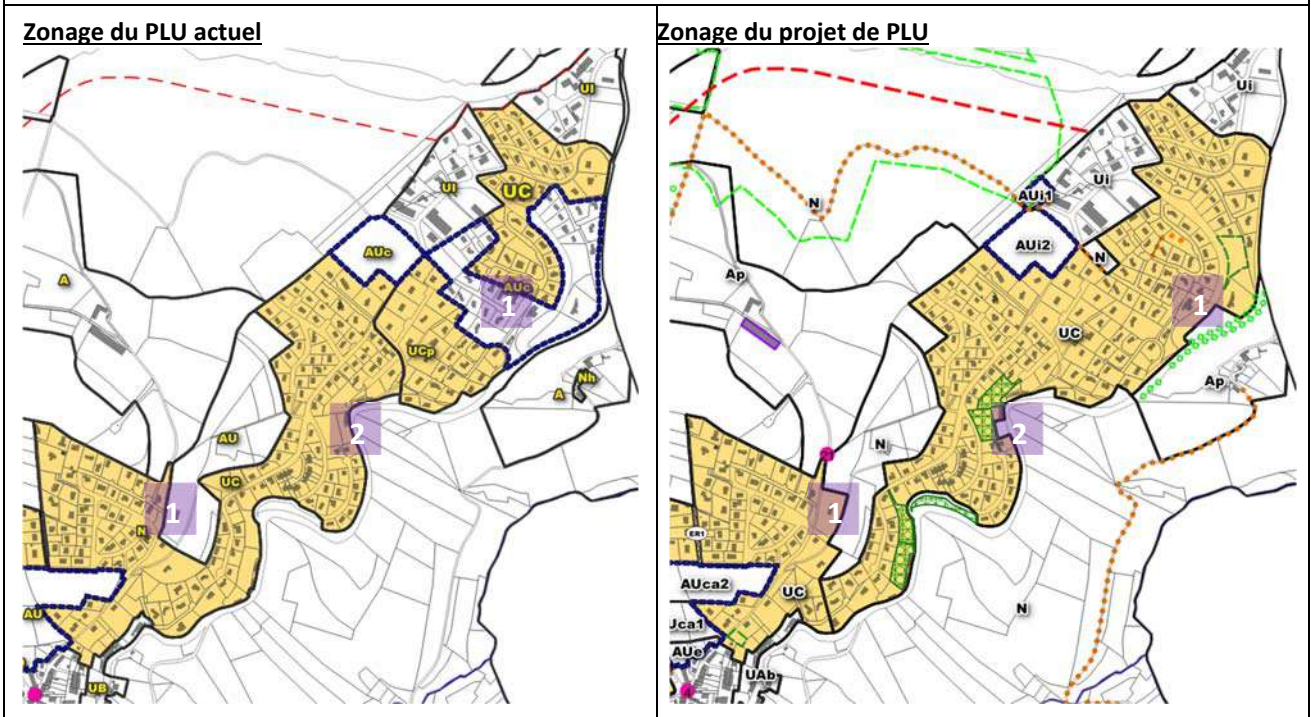 Zonage du PLU actuel
UI
UC
UI
AUc
AUc
1
A
UCp
Nh
A
2
AU
UC
1
N
AU
UB
Zonage du projet de PLU
Ui
Ui
AUi1
N
AUi2
N
Ap
1
UC
Ap
2
N
1
ER1
AUca2
UC
N
Uca1
AUe
UAb